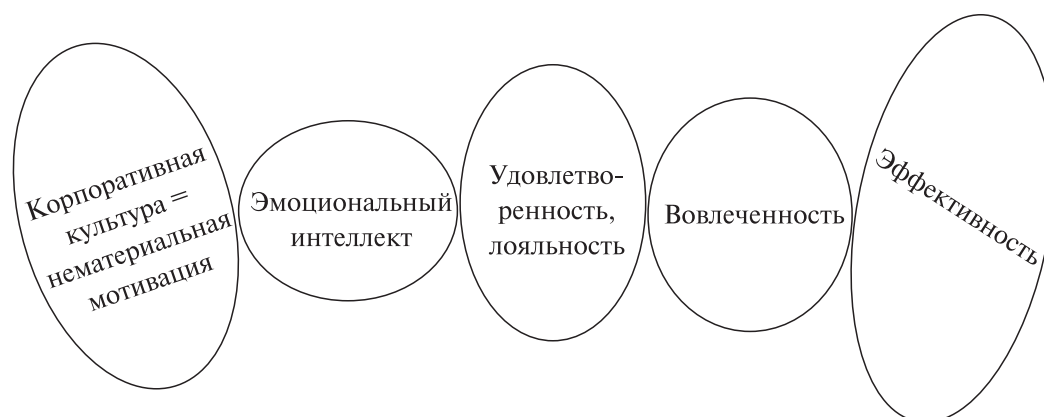 Корпоративная
культура =
нематериальная
мотивация
Эмоциональный
интеллект
Удовлетво-
ренность,
лояльность
Вовлеченность
Эффективность